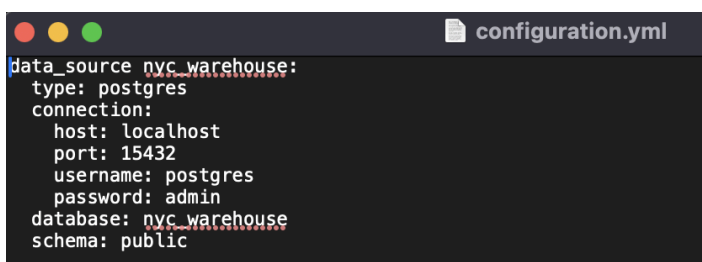 configuration.yml
data_source nyc_warehouse:
  type: postgres
  connection:
    host: localhost
    port: 15432
    username: postgres
    password: admin
  database: nyc_warehouse
  schema: public